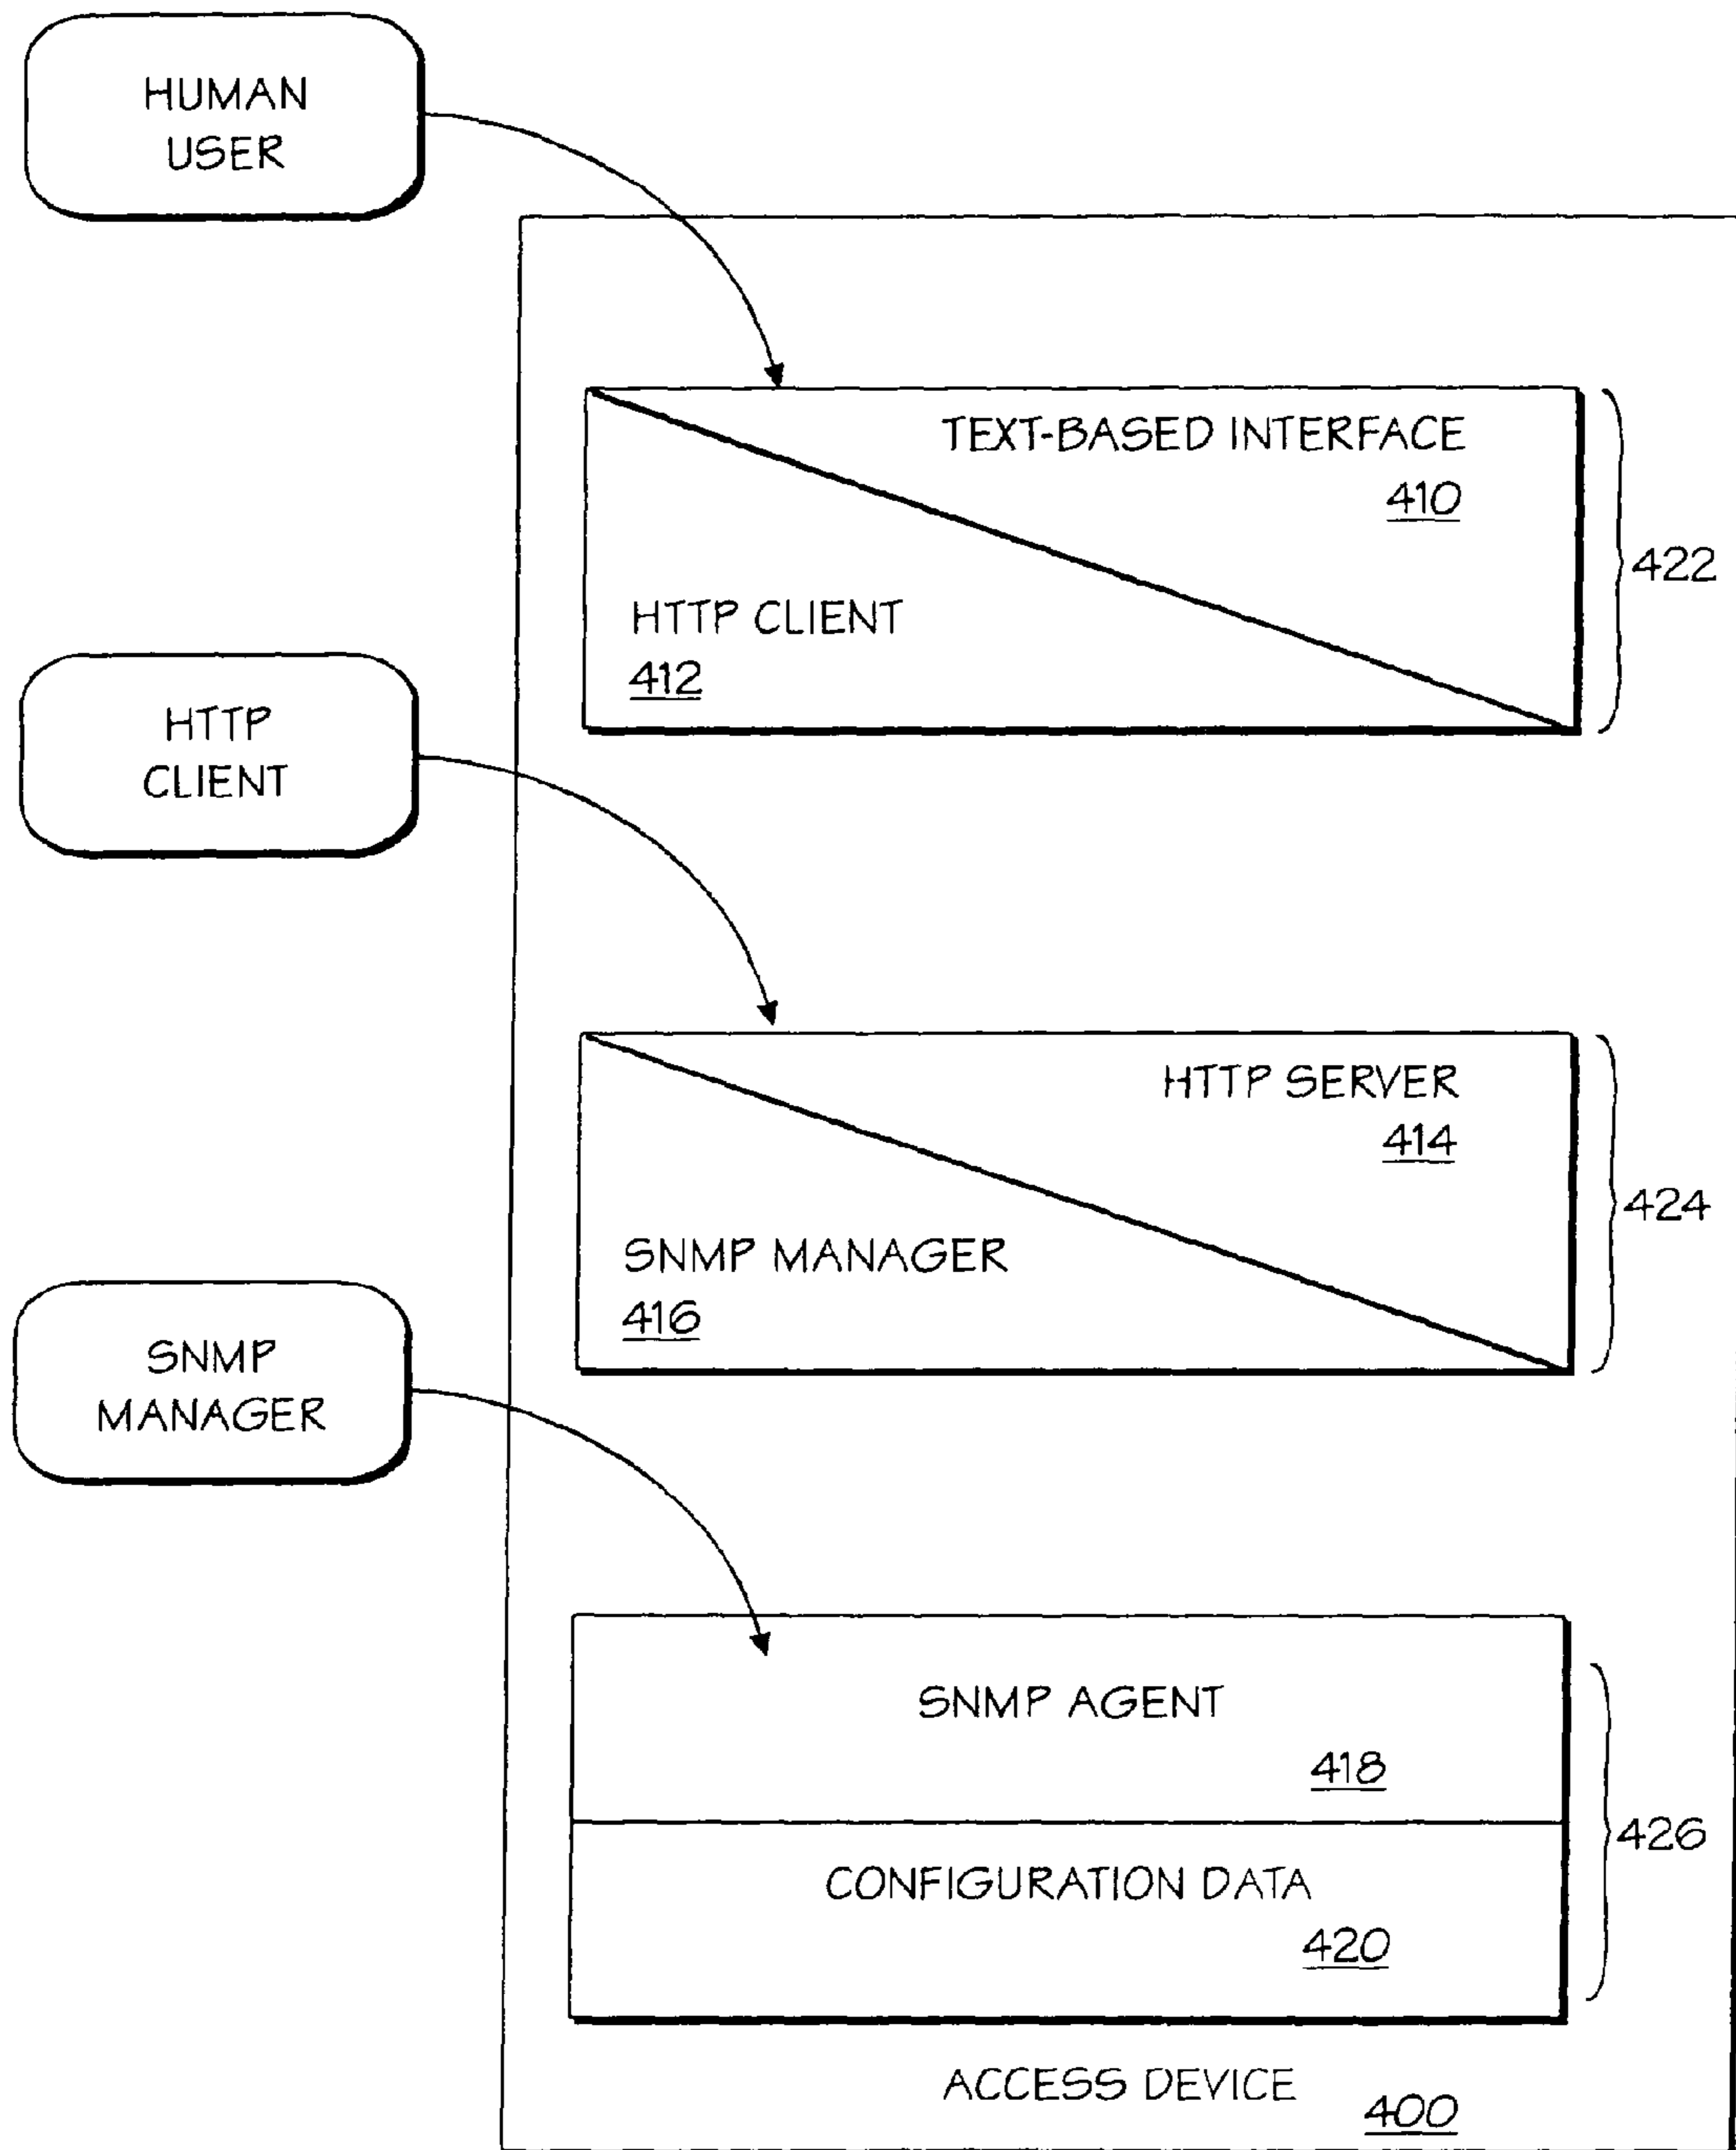 HUMAN
USER
TEXT-BASED INTERFACE
410
422
HTTP CLIENT
412
HTTP
CLIENT
HTTP SERVER
414
424
SNMP MANAGER
416
SNMP
MANAGER
SNMP AGENT
418
426
CONFIGURATION DATA
420
ACCESS DEVICE
400